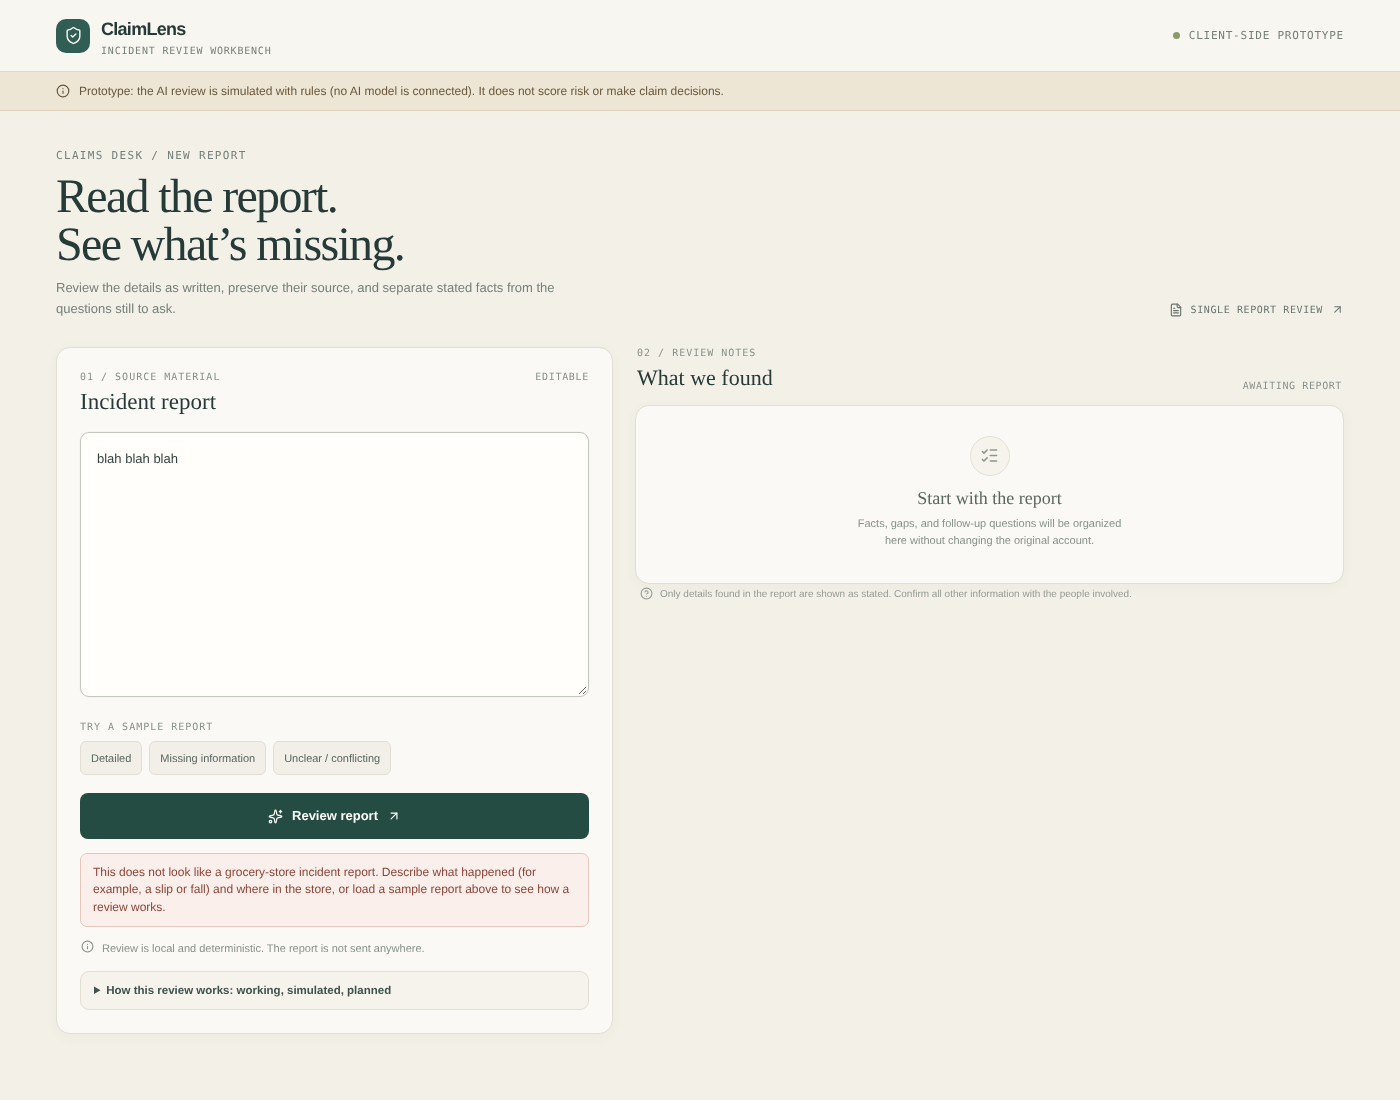 ClaimLens
INCIDENT REVIEW WORKBENCH
CLIENT-SIDE PROTOTYPE
Prototype: the AI review is simulated with rules (no AI model is connected). It does not score risk or make claim decisions.
CLAIMS DESK / NEW REPORT
Read the report.
See what’s missing.
Review the details as written, preserve their source, and separate stated facts from the
questions still to ask.
SINGLE REPORT REVIEW
01 / SOURCE MATERIAL
EDITABLE
Incident report
blah blah blah
TRY A SAMPLE REPORT
Detailed
Missing information
Unclear / conflicting
Review report
This does not look like a grocery-store incident report. Describe what happened (for
example, a slip or fall) and where in the store, or load a sample report above to see how a
review works.
Review is local and deterministic. The report is not sent anywhere.
How this review works: working, simulated, planned
02 / REVIEW NOTES
What we found
AWAITING REPORT
Start with the report
Facts, gaps, and follow-up questions will be organized
here without changing the original account.
Only details found in the report are shown as stated. Confirm all other information with the people involved.